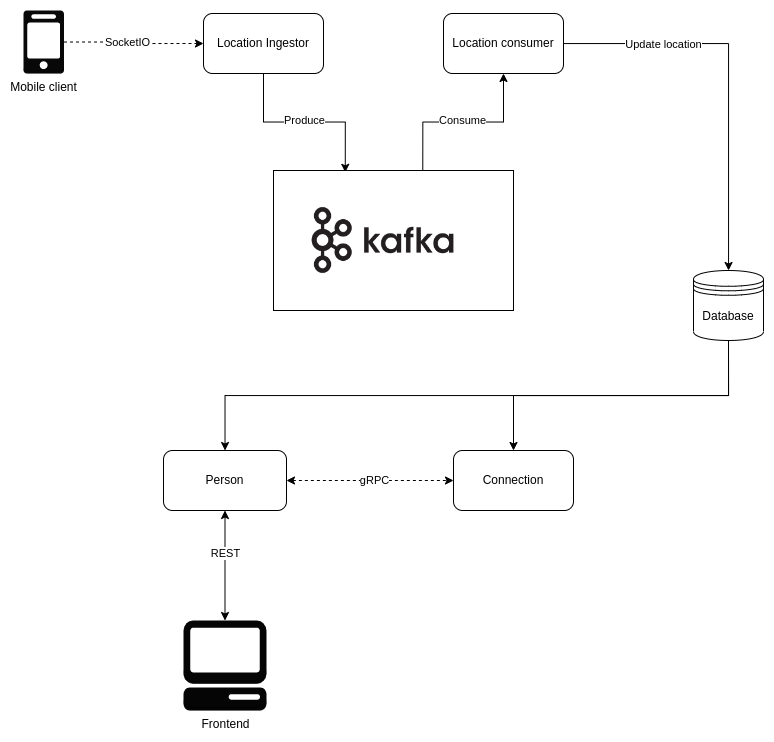 SocketIO
Location Ingestor
Location consumer
Update location
Mobile client
Produce
Consume
kafka
Database
Person
gRPC
Connection
REST
Frontend